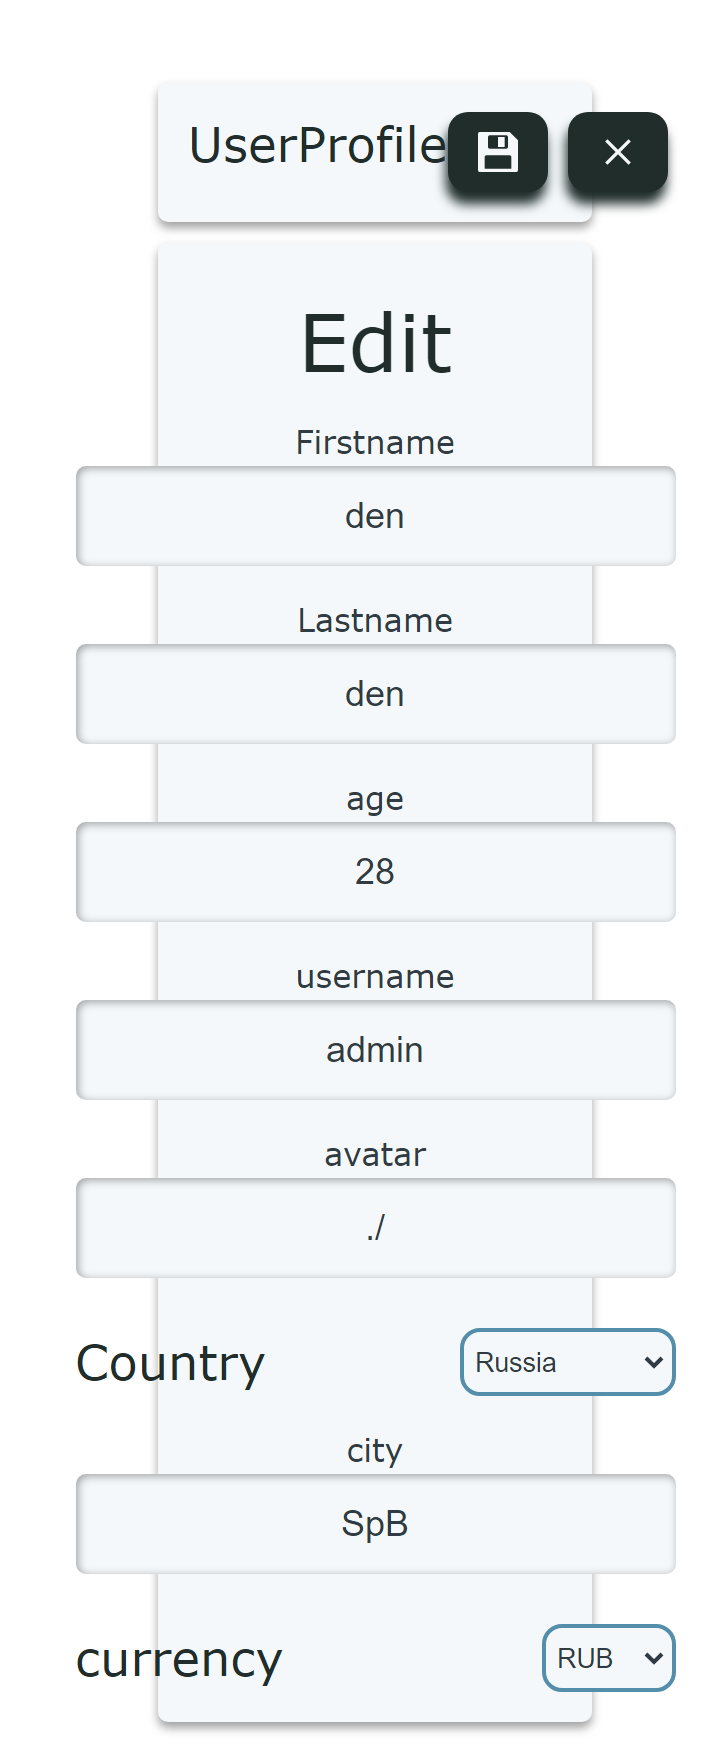 UserProfile
Edit
Firstname
den
Lastname
den
age
28
username
admin
avatar
./
Country Russia
city
SpB
currency RUB